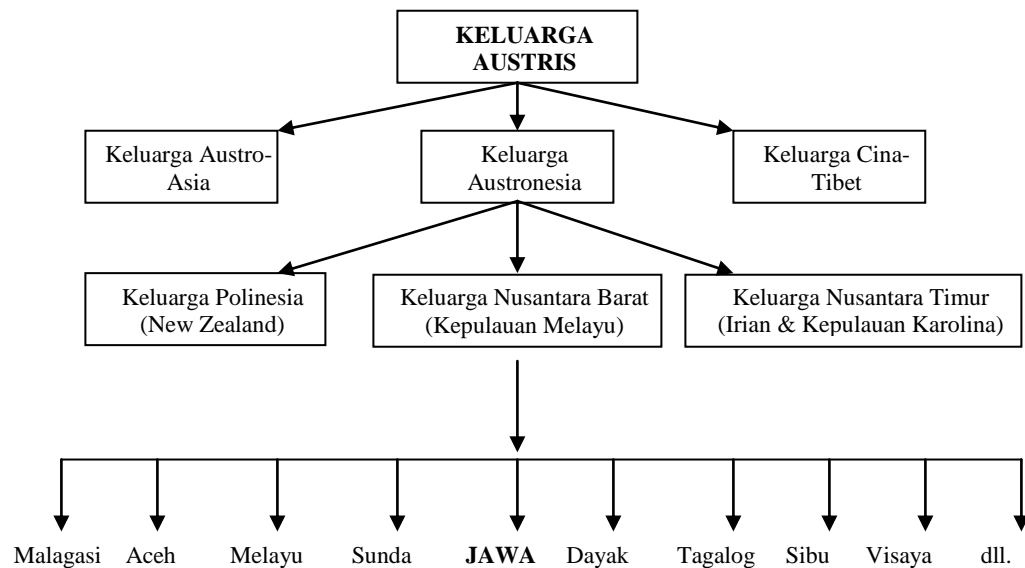 KELUARGA
AUSTRIS
Keluarga Austro-
Asia
Keluarga
Austronesia
Keluarga Cina-
Tibet
Keluarga Polinesia
(New Zealand)
Keluarga Nusantara Barat
(Kepulauan Melayu)
Keluarga Nusantara Timur
(Irian & Kepulauan Karolina)
Malagasi Aceh Melayu Sunda JAWA Dayak Tagalog Sibu Visaya dll.